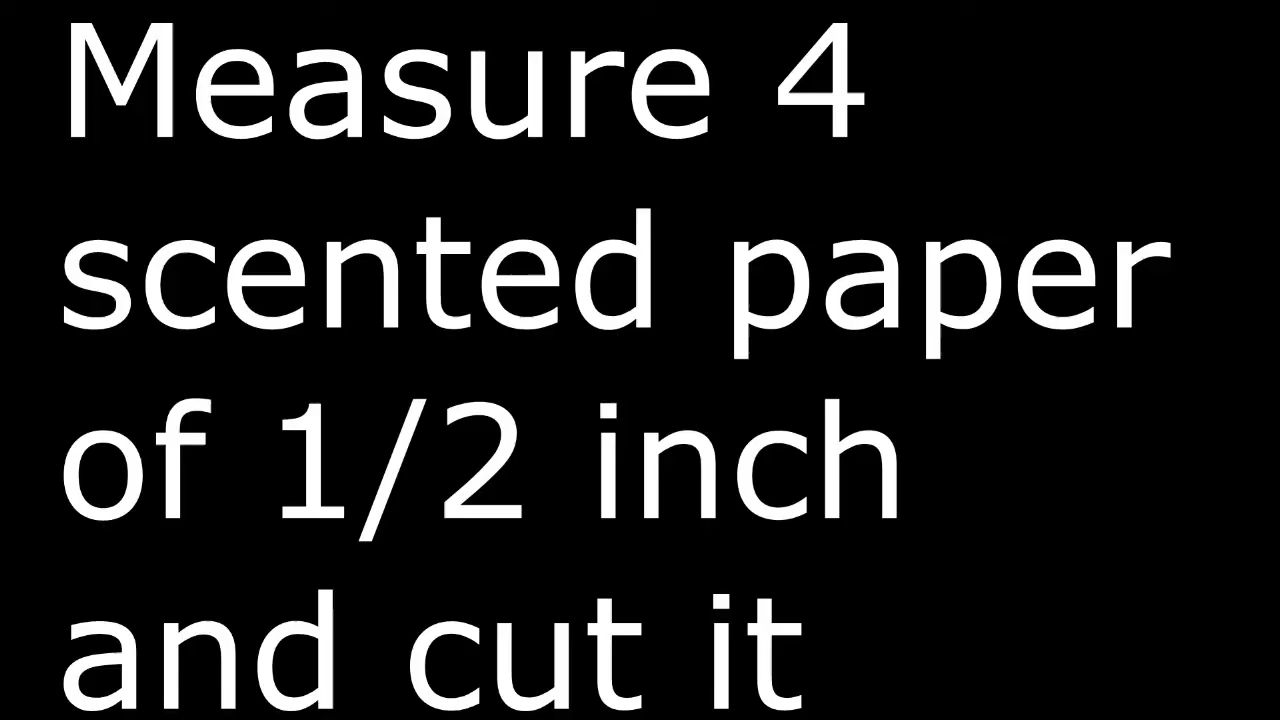 Measure 4
scented paper
of 1/2 inch
and cut it